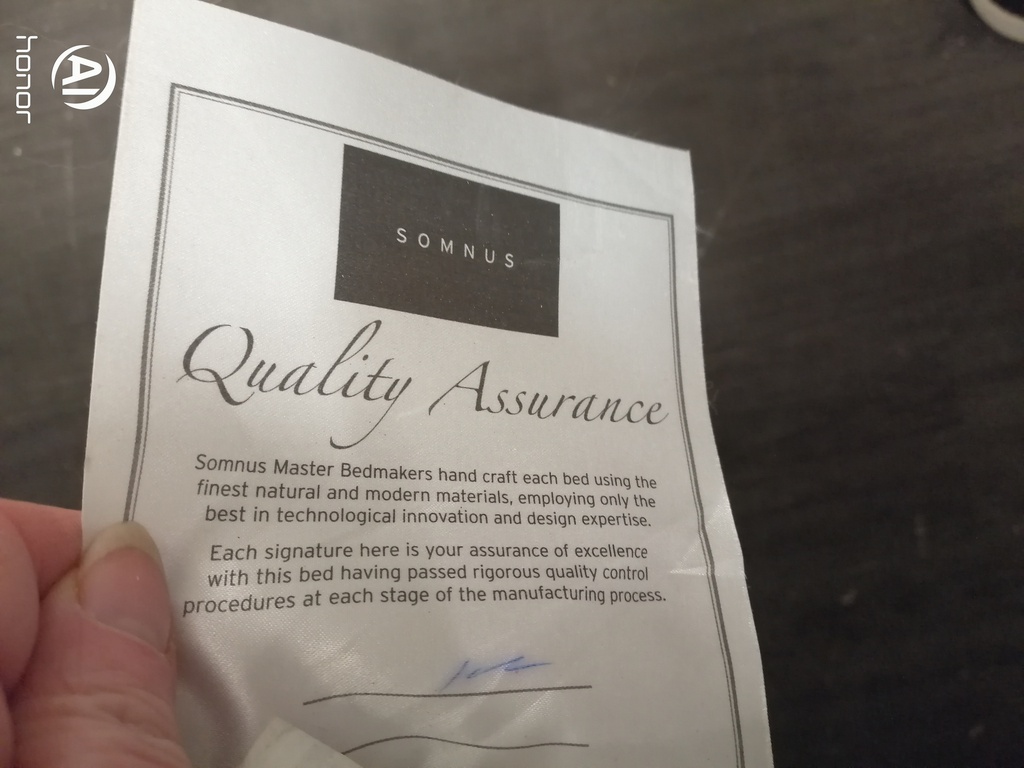 AI
honor
SOMNUS
Quality Assurance
Somnus Master Bedmakers hand craft each bed using the
finest natural and modern materials, employing only the
best in technological innovation and design expertise.
Each signature here is your assurance of excellence
with this bed having passed rigorous quality control
procedures at each stage of the manufacturing process.